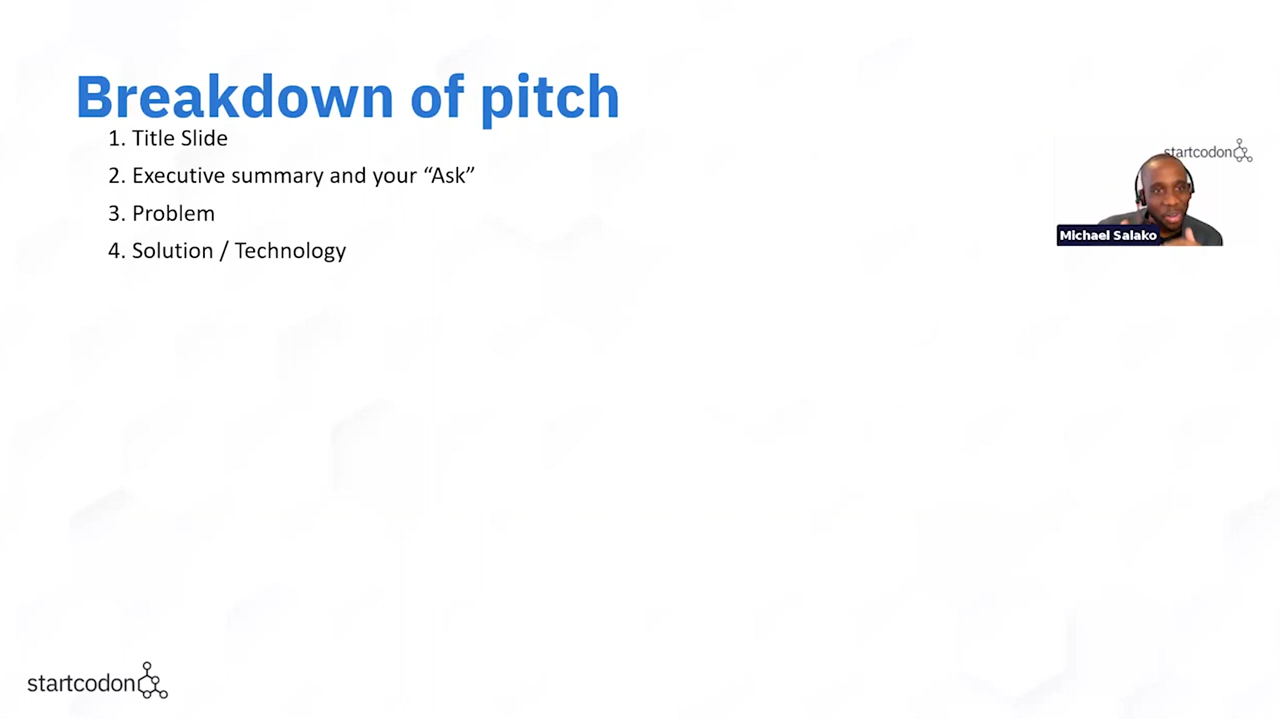 Breakdown of pitch
1. Title Slide
2. Executive summary and your “Ask”
3. Problem
4. Solution / Technology
startcodon
Michael Salako
startcodon